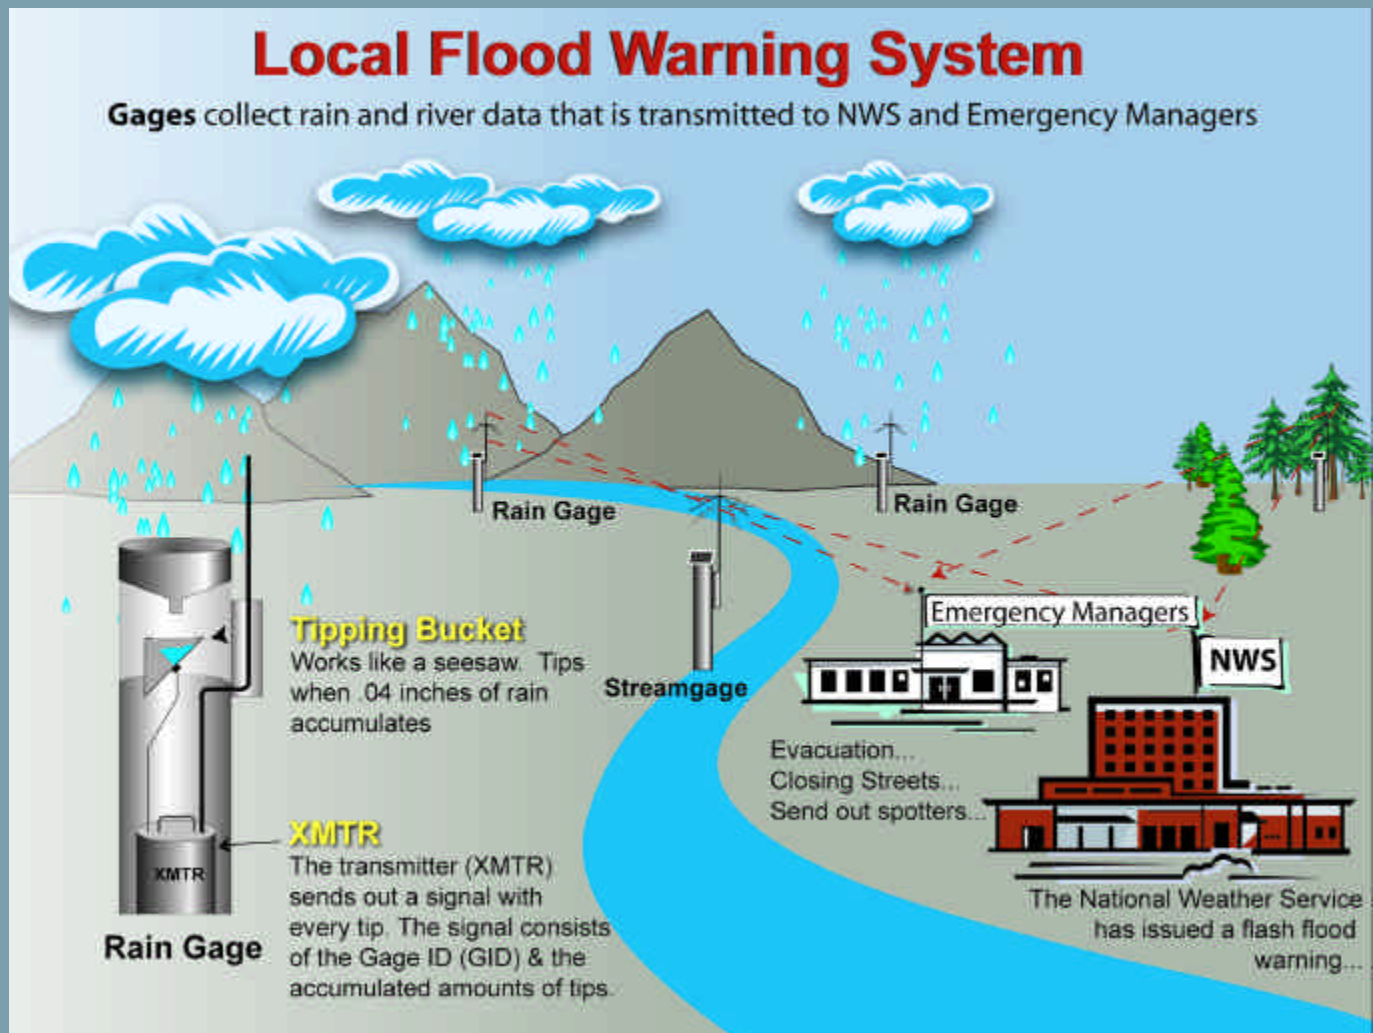 Local Flood Warning System
Gages collect rain and river data that is transmitted to NWS and Emergency Managers
Rain Gage
Rain Gage
Streamgage
Tipping Bucket
Works like a seesaw. Tips
when .04 inches of rain
accumulates
XMTR
The transmitter (XMTR)
sends out a signal with
every tip. The signal consists
of the Gage ID (GID) & the
accumulated amounts of tips.
XMTR
Rain Gage
Emergency Managers
NWS
Evacuation...
Closing Streets...
Send out spotters...
The National Weather Service
has issued a flash flood
warning...